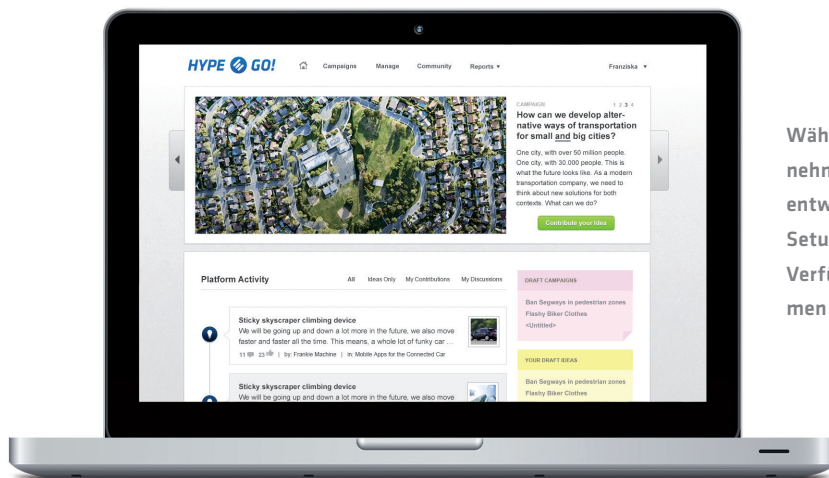 HYPE GO! Campaigns Manage Community Reports ▾ Franziska ▾
CAMPAIGN 1 2 3 4
How can we develop alter-
native ways of transportation
for small and big cities?
One city, with over 50 million people.
One city, with 30.000 people. This is
what the future looks like. As a modern
transportation company, we need to
think about new solutions for both
contexts. What can we do?
Contribute your Idea
Platform Activity All Ideas Only My Contributions My Discussions
Sticky skyscraper climbing device
We will be going up and down a lot more in the future, we also move
faster and faster all the time. This means, a whole lot of funky car ...
11 23 | by: Frankie Machine | in: Mobile Apps for the Connected Car
Sticky skyscraper climbing device
We will be going up and down a lot more in the future, we also move
DRAFT CAMPAIGNS
Ban Segways in pedestrian zones
Flashy Biker Clothes
<Untitled>
YOUR DRAFT IDEAS
Ban Segways in pedestrian zones
Flashy Biker Clothes
Wäh
nehm
entw
Setu
Verfü
men